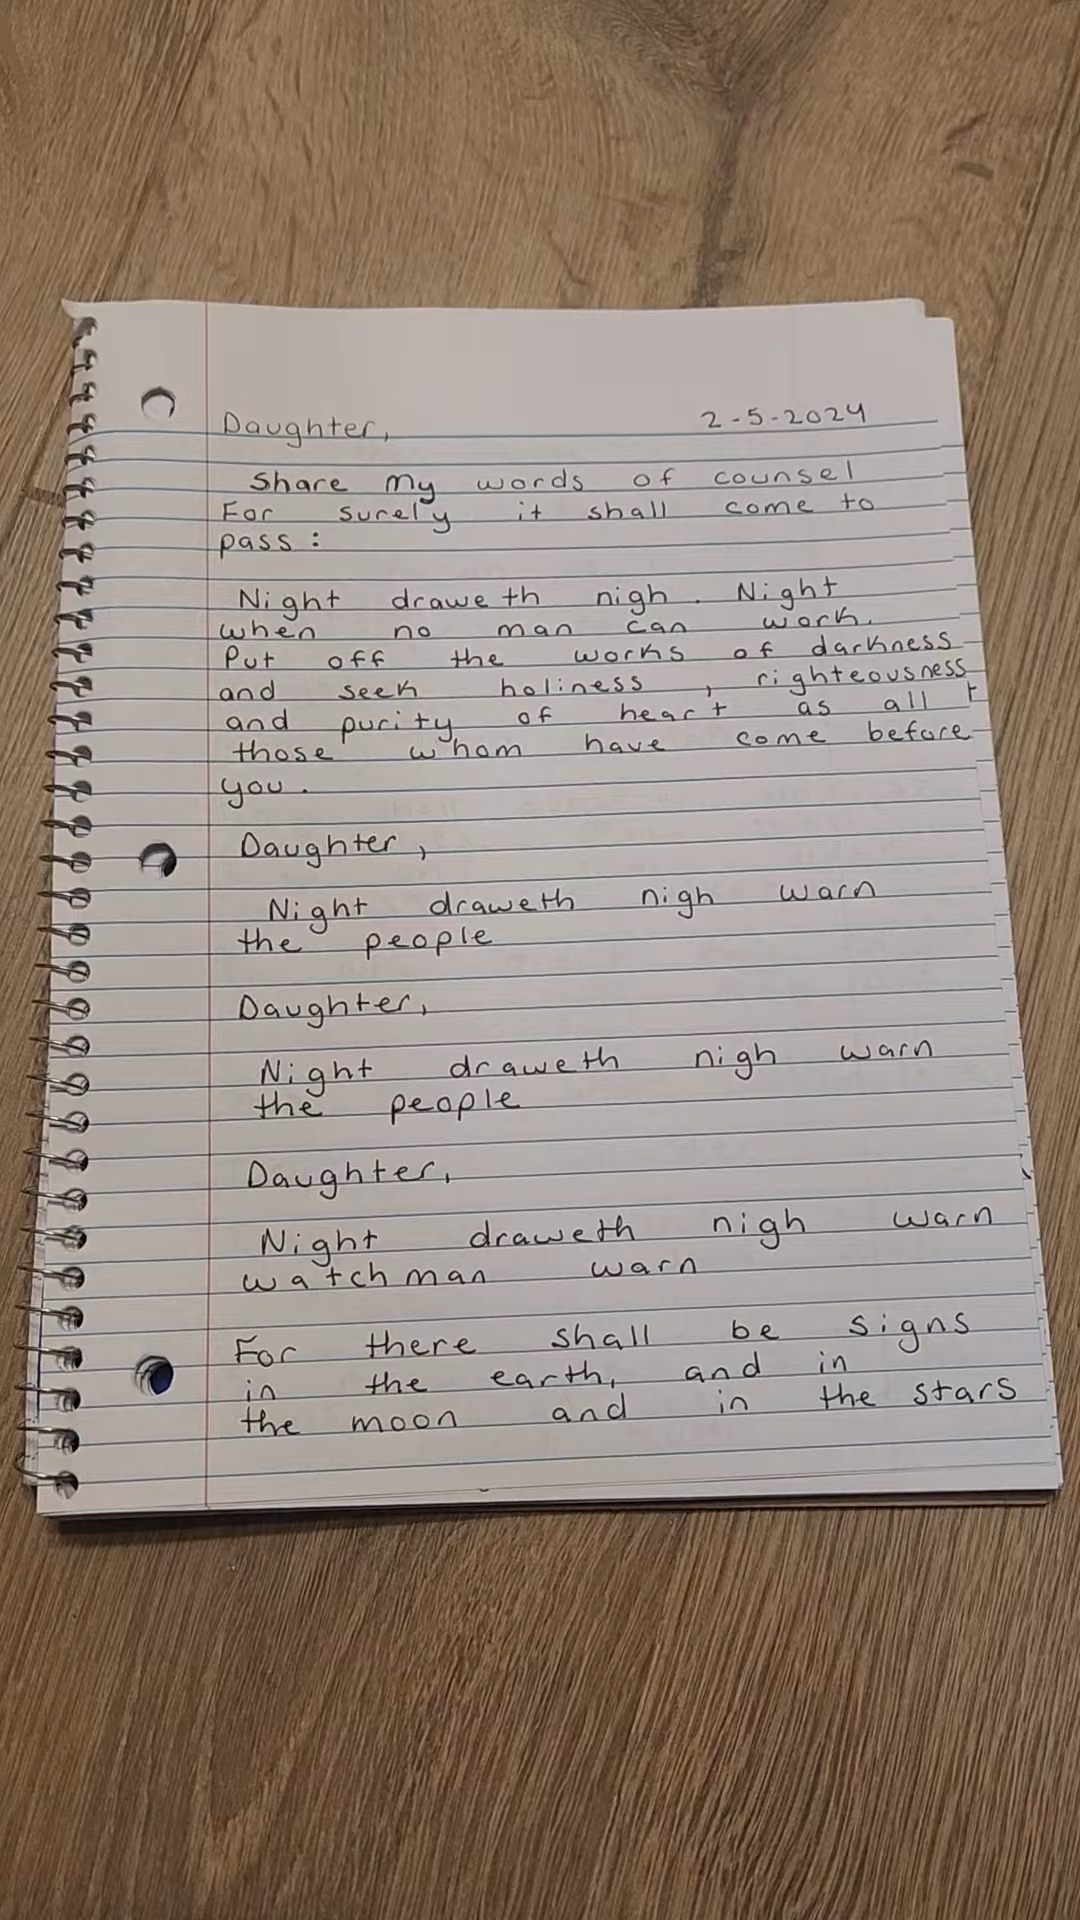 Daughter, 2-5-2024
Share My words of counsel
For surely it shall come to
pass :
Night draweth nigh. Night
when no man can work.
Put off the works of darkness
and seek holiness, righteousness
and purity of heart as all
those whom have come before
you.
Daughter,
Night draweth nigh warn
the people
Daughter,
Night draweth nigh warn
the people
Daughter,
Night draweth nigh warn
watchman warn
For there shall be signs
in the earth, and in
the moon and in the stars